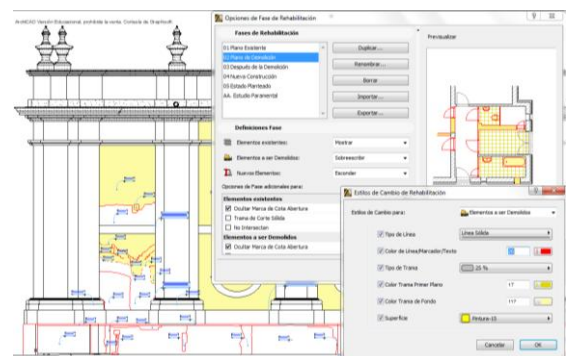 ArchiCAD Versión Educacional, prohibida la venta. Cortesía de Graphisoft.
Opciones de Fase de Rehabilitación
Fases de Rehabilitación
Previsualizar
01 Plano Existente
02 Plano de Demolición
03 Después de la Demolición
04 Nueva Construcción
05 Estado Planteado
AA. Estudio Paramental
Duplicar...
Renombrar...
Borrar
Importar...
Exportar...
Definiciones Fase
Elementos existentes: Mostrar
Elementos a ser Demolidos: Sobreescribir
Nuevos Elementos: Esconder
Opciones de Fase adicionales para:
Elementos existentes
Ocultar Marca de Cota Abertura
Trama de Corte Sólida
No Intersectan
Elementos a ser Demolidos
Ocultar Marca de Cota Abertura
Estilos de Cambio de Rehabilitación
Estilos de Cambio para: Elementos a ser Demolidos
Tipo de Línea Línea Sólida
Color de Línea/Marcador/Texto
Tipo de Trama 25 %
Color Trama Primer Plano 17
Color Trama de Fondo 117
Superficie Pintura-15
Cancelar OK